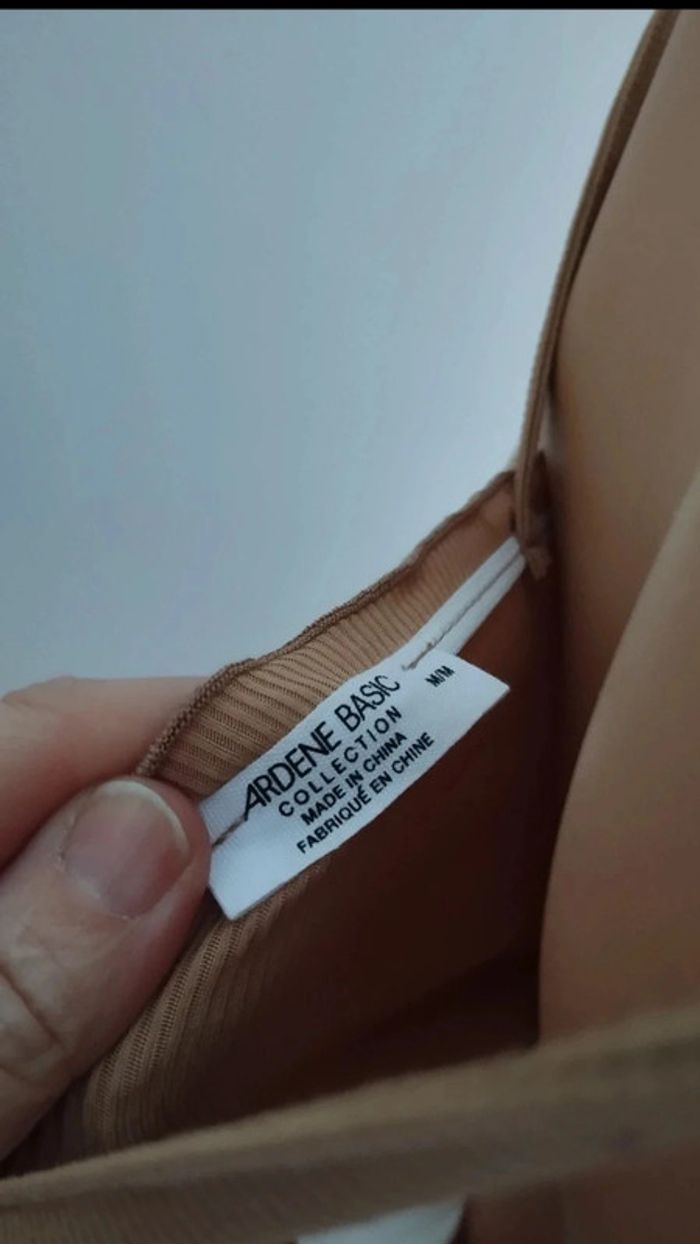 ARDENE BASIC
M/M
COLLECTION
MADE IN CHINA
FABRIQUÉ EN CHINE